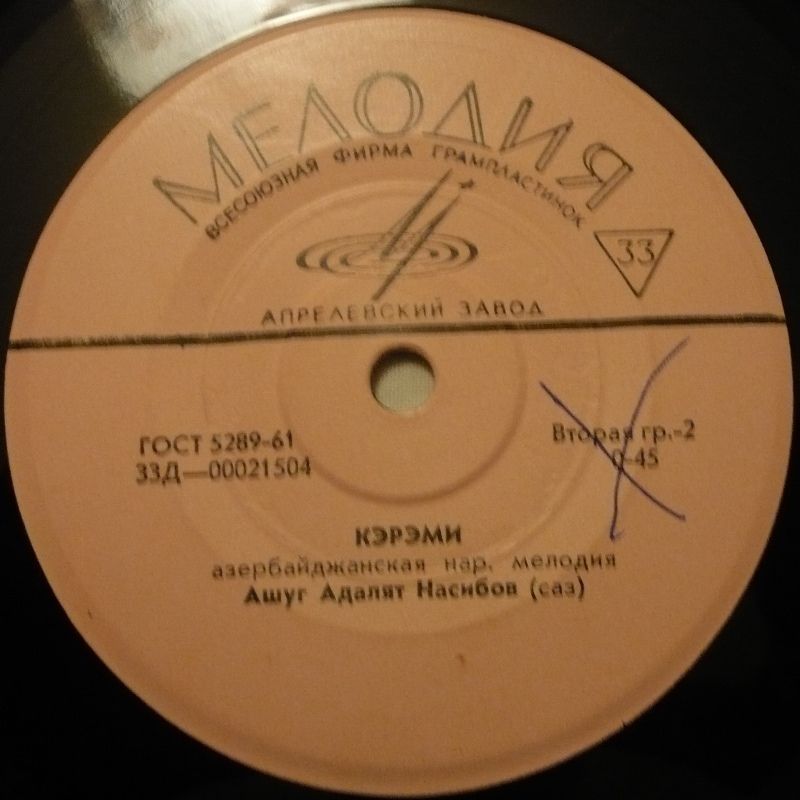 МЕЛОДИЯ
ВСЕСОЮЗНАЯ ФИРМА ГРАМПЛАСТИНОК
33
АПРЕЛЕВСКИЙ ЗАВОД
ГОСТ 5289-61
Вторая гр.-2
33Д—00021504
0-45
КЭРЭМИ
азербайджанская нар. мелодия
Ашуг Адалят Насибов (саз)